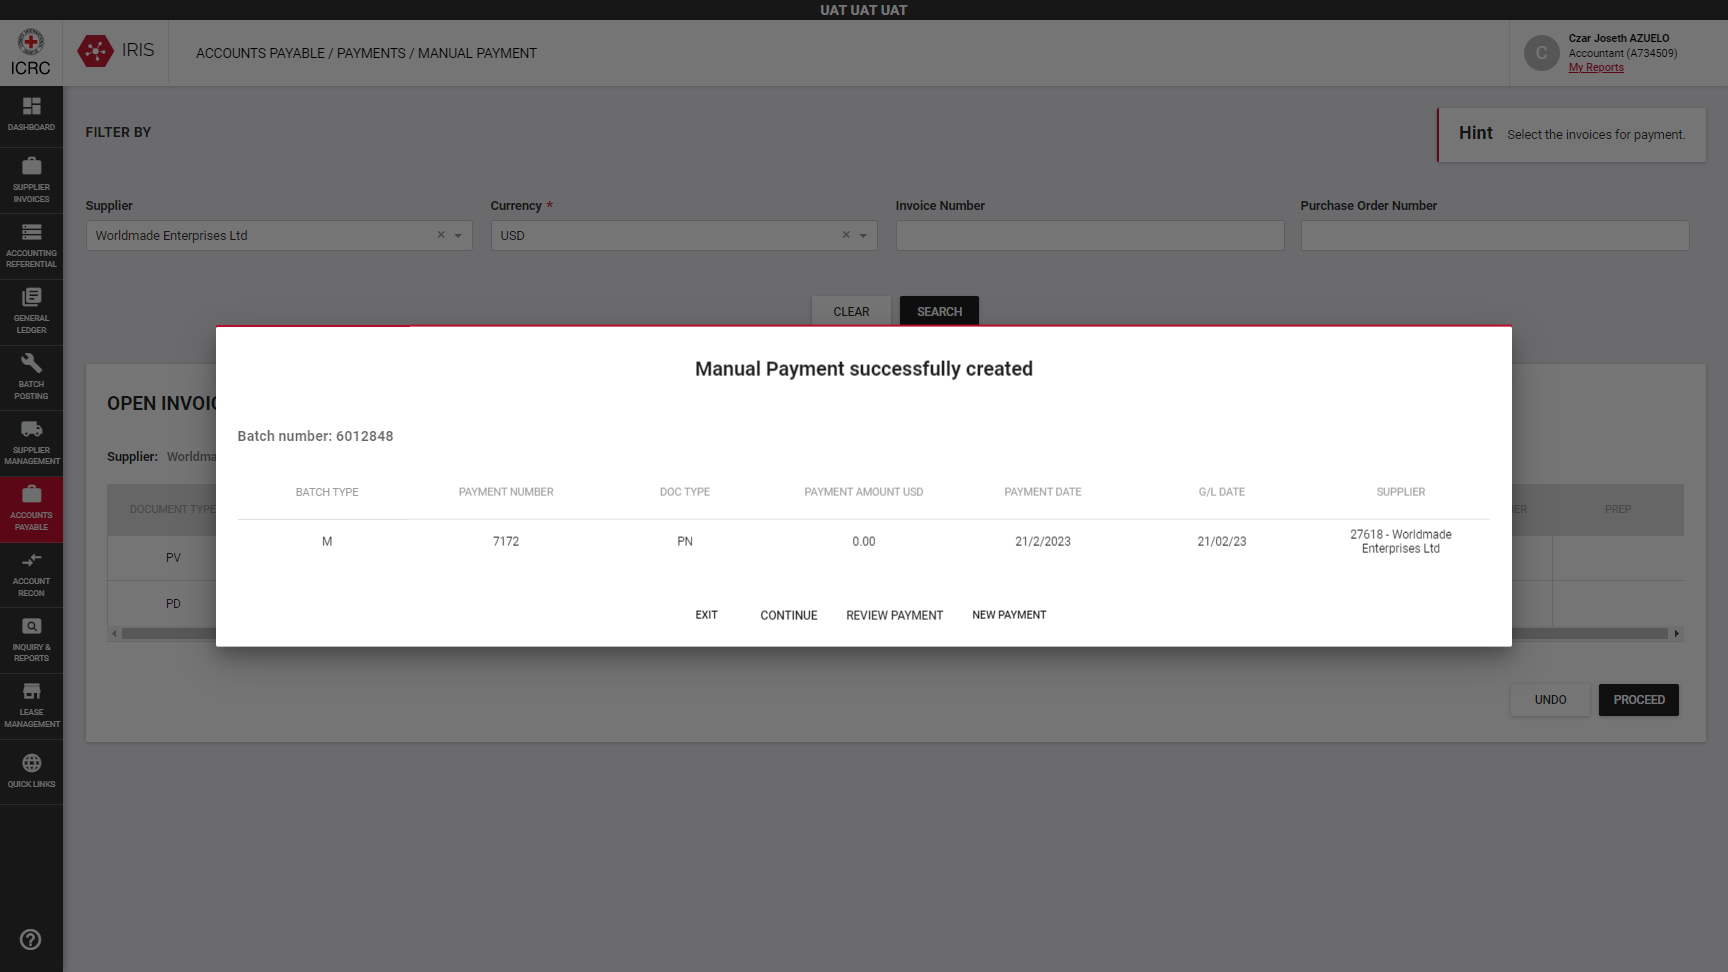 UAT UAT UAT
ICRC
IRIS
ACCOUNTS PAYABLE / PAYMENTS / MANUAL PAYMENT
C
Czar Joseth AZUELO
Accountant (A734509)
My Reports
DASHBOARD
SUPPLIER
INVOICES
ACCOUNTING
REFERENTIAL
GENERAL
LEDGER
BATCH
POSTING
SUPPLIER
MANAGEMENT
ACCOUNTS
PAYABLE
ACCOUNT
RECON
INQUIRY &
REPORTS
LEASE
MANAGEMENT
QUICK LINKS
FILTER BY
Hint Select the invoices for payment.
Supplier Currency * Invoice Number Purchase Order Number
Worldmade Enterprises Ltd USD
CLEAR SEARCH
OPEN INVOIC
Supplier: Worldma
DOCUMENT TYPE ER PREP
PV
PD
Manual Payment successfully created
Batch number: 6012848
BATCH TYPE PAYMENT NUMBER DOC TYPE PAYMENT AMOUNT USD PAYMENT DATE G/L DATE SUPPLIER
M 7172 PN 0.00 21/2/2023 21/02/23 27618 - Worldmade
Enterprises Ltd
EXIT CONTINUE REVIEW PAYMENT NEW PAYMENT
UNDO PROCEED